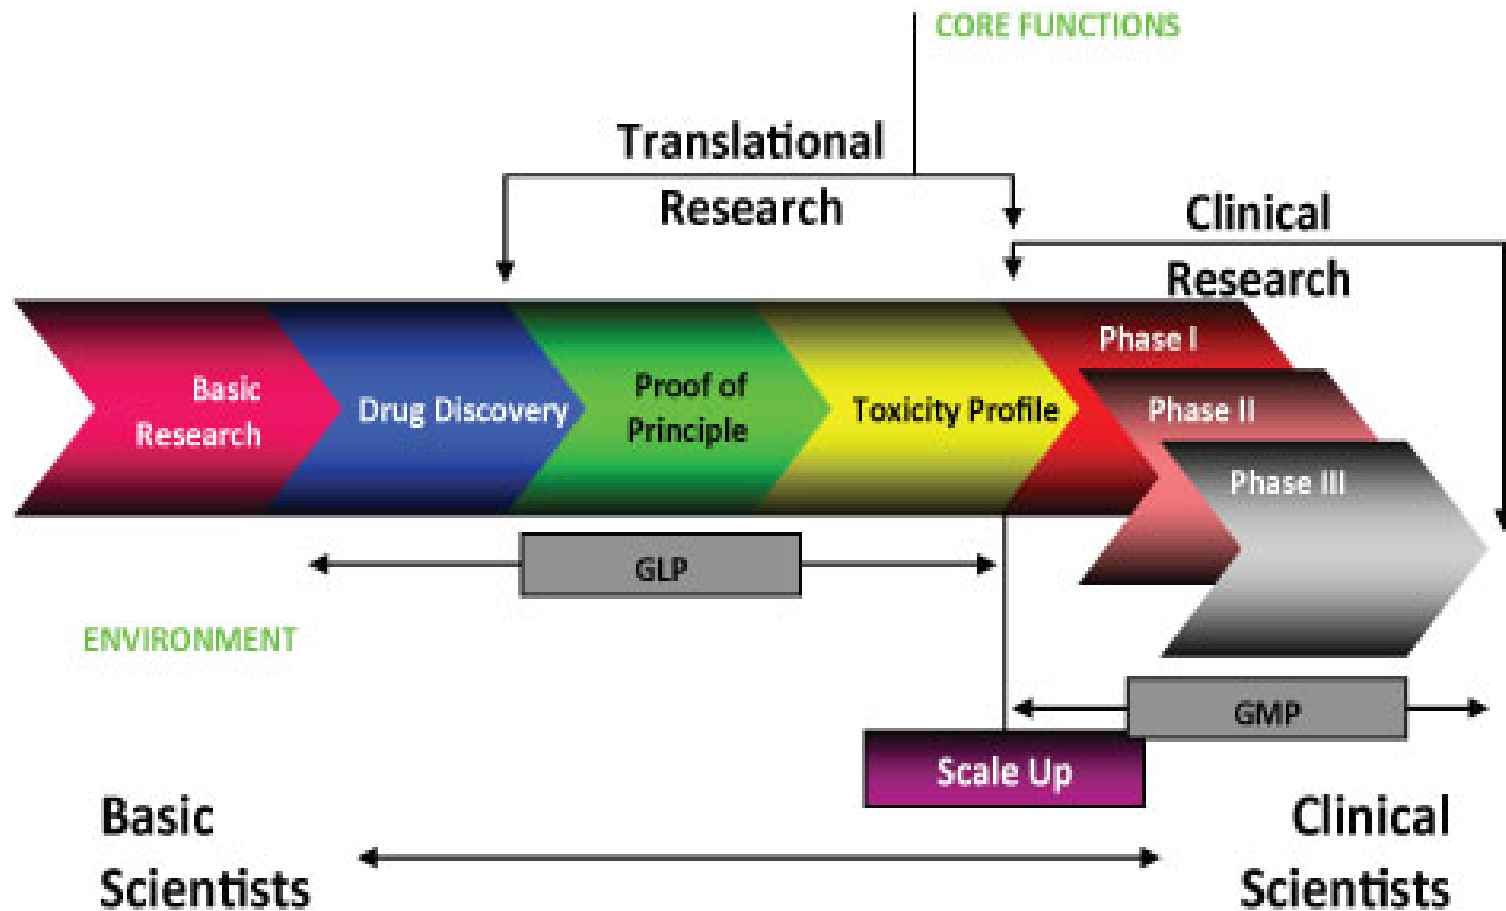 CORE FUNCTIONS
Translational
Research
Clinical
Research
Basic
Research
Drug Discovery
Proof of
Principle
Toxicity Profile
Phase I
Phase II
Phase III
GLP
ENVIRONMENT
GMP
Scale Up
Basic
Scientists
Clinical
Scientists